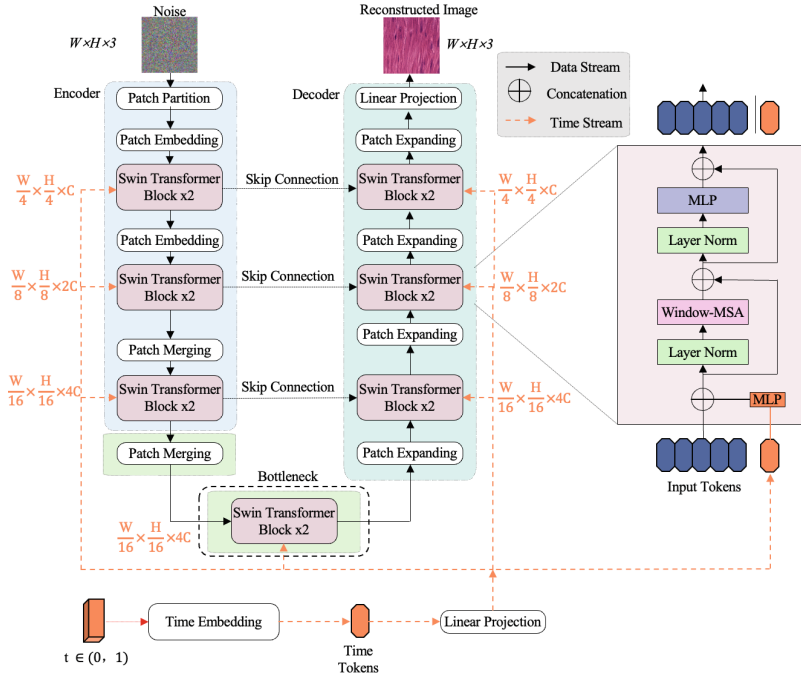 Noise
Reconstructed Image
W×H×3
W×H×3
Encoder
Decoder
Patch Partition
Linear Projection
Data Stream
Concatenation
Time Stream
Patch Embedding
Patch Expanding
W/4 × H/4 ×C
Swin Transformer
Block x2
Skip Connection
Swin Transformer
Block x2
W/4 × H/4 ×C
Patch Embedding
Patch Expanding
W/8 × H/8 ×2C
Swin Transformer
Block x2
Skip Connection
Swin Transformer
Block x2
W/8 × H/8 ×2C
Patch Merging
Patch Expanding
W/16 × H/16 ×4C
Swin Transformer
Block x2
Skip Connection
Swin Transformer
Block x2
W/16 × H/16 ×4C
Patch Merging
Patch Expanding
Bottleneck
W/16 × H/16 ×4C
Swin Transformer
Block x2
MLP
Layer Norm
Window-MSA
Layer Norm
MLP
Input Tokens
t ∈ (0, 1)
Time Embedding
Time
Tokens
Linear Projection